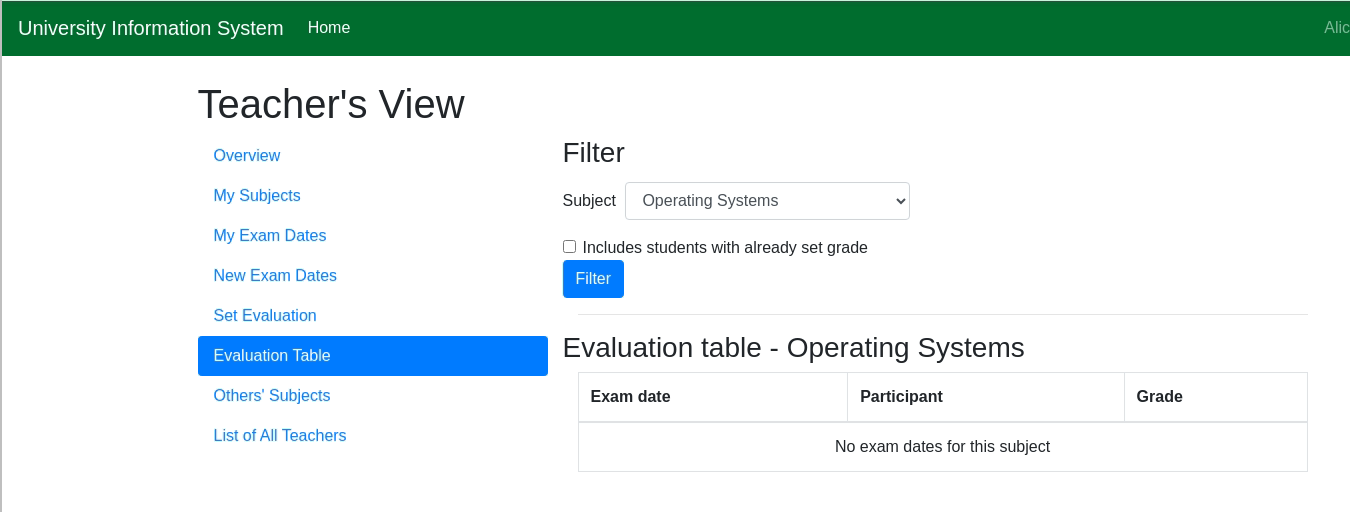 University Information System Home Alic
Teacher's View
Overview
My Subjects
My Exam Dates
New Exam Dates
Set Evaluation
Evaluation Table
Others' Subjects
List of All Teachers
Filter
Subject Operating Systems
Includes students with already set grade
Filter
Evaluation table - Operating Systems
Exam date Participant Grade
No exam dates for this subject